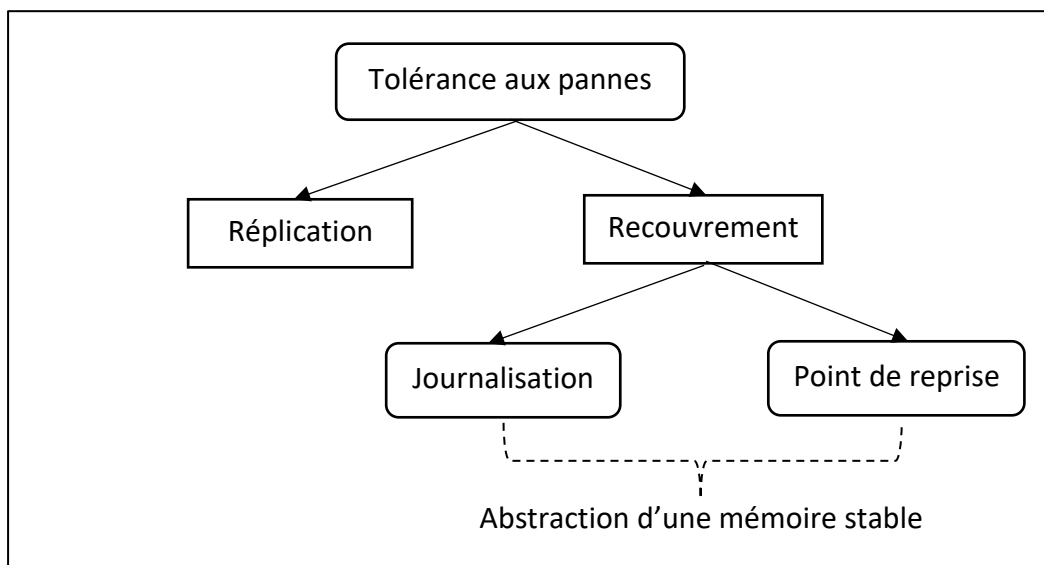 Tolérance aux pannes
Réplication
Recouvrement
Journalisation
Point de reprise
Abstraction d’une mémoire stable